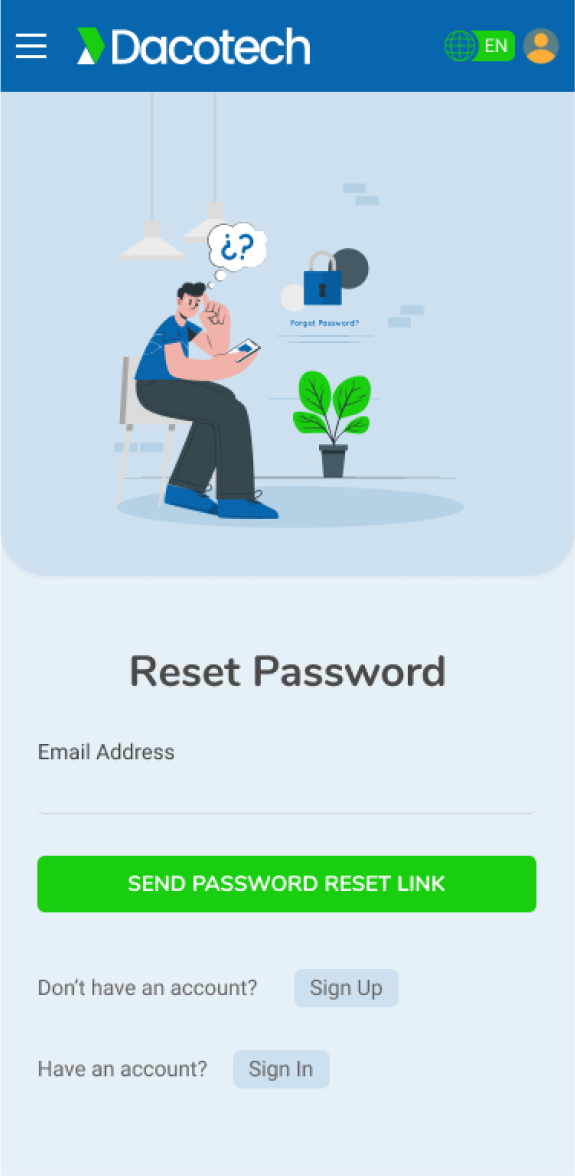 Dacotech
EN
¿?
Forgot Password?
Reset Password
Email Address
SEND PASSWORD RESET LINK
Don't have an account?
Sign Up
Have an account?
Sign In